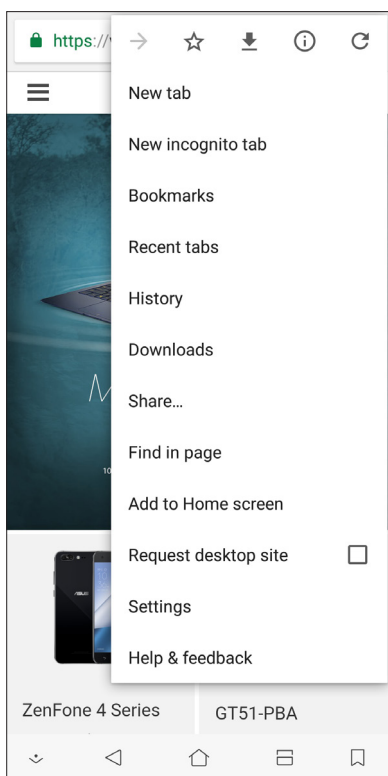 https://
New tab
New incognito tab
Bookmarks
Recent tabs
History
Downloads
Share…
Find in page
Add to Home screen
Request desktop site
Settings
Help & feedback
ZenFone 4 Series
GT51-PBA